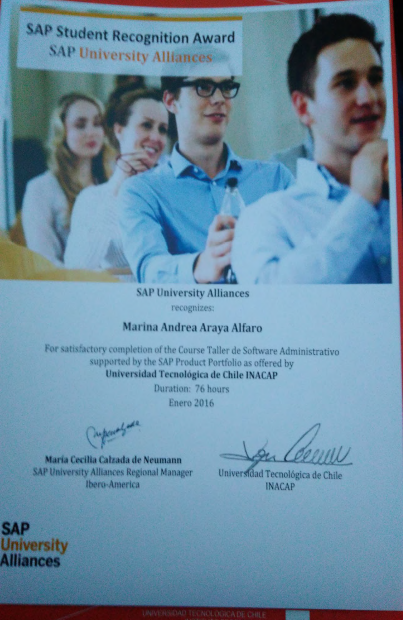 SAP Student Recognition Award
SAP University Alliances
SAP University Alliances
recognizes:
Marina Andrea Araya Alfaro
For satisfactory completion of the Course Taller de Software Administrativo
supported by the SAP Product Portfolio as offered by
Universidad Tecnológica de Chile INACAP
Duration: 76 hours
Enero 2016
María Cecilia Calzada de Neumann
SAP University Alliances Regional Manager
Ibero-America
Universidad Tecnológica de Chile
INACAP
SAP
University
Alliances
UNIVERSIDAD TECNOLOGICA DE CHILE